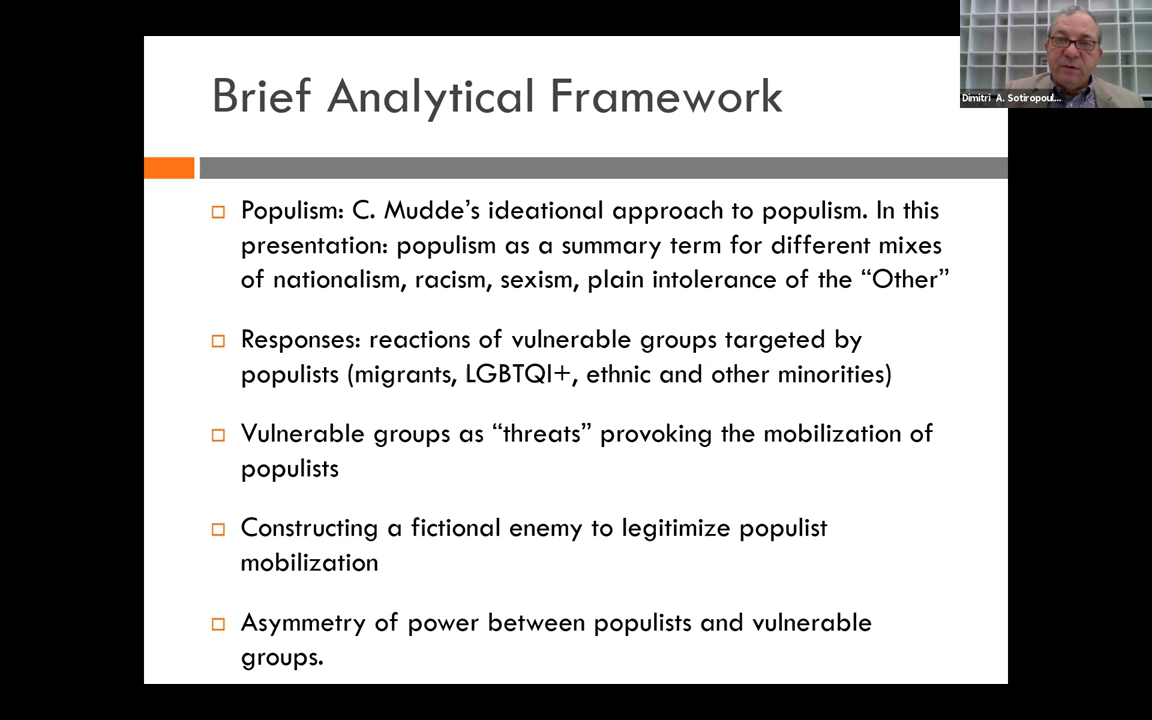 Brief Analytical Framework
Dimitri A. Sotiropoul...
Populism: C. Mudde’s ideational approach to populism. In this
presentation: populism as a summary term for different mixes
of nationalism, racism, sexism, plain intolerance of the “Other”
Responses: reactions of vulnerable groups targeted by
populists (migrants, LGBTQI+, ethnic and other minorities)
Vulnerable groups as “threats” provoking the mobilization of
populists
Constructing a fictional enemy to legitimize populist
mobilization
Asymmetry of power between populists and vulnerable
groups.